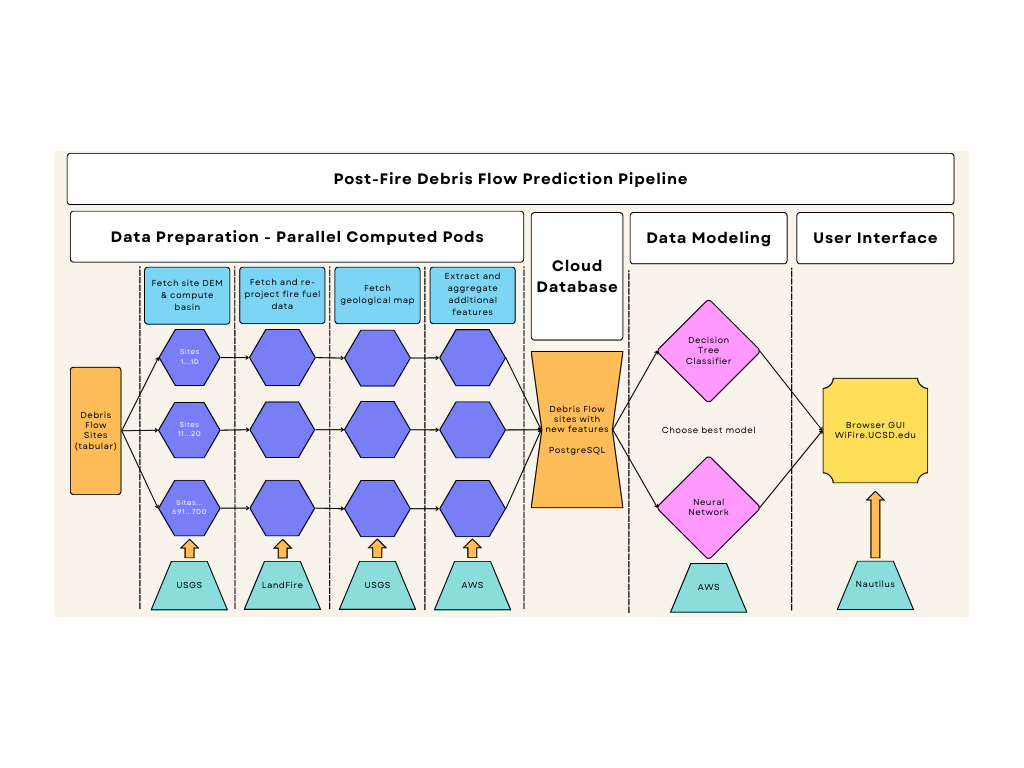 Post-Fire Debris Flow Prediction Pipeline
Data Preparation - Parallel Computed Pods
Cloud
Database
Data Modeling
User Interface
Fetch site DEM
& compute
basin
Fetch and re-
project fire fuel
data
Fetch
geological map
Extract and
aggregate
additional
features
Debris
Flow
Sites
(tabular)
Sites
1...10
Sites
11...20
Sites...
691...700
Debris Flow
sites with
new features
PostgreSQL
Decision
Tree
Classifier
Choose best model
Neural
Network
Browser GUI
WiFire.UCSD.edu
USGS
LandFire
USGS
AWS
AWS
Nautilus